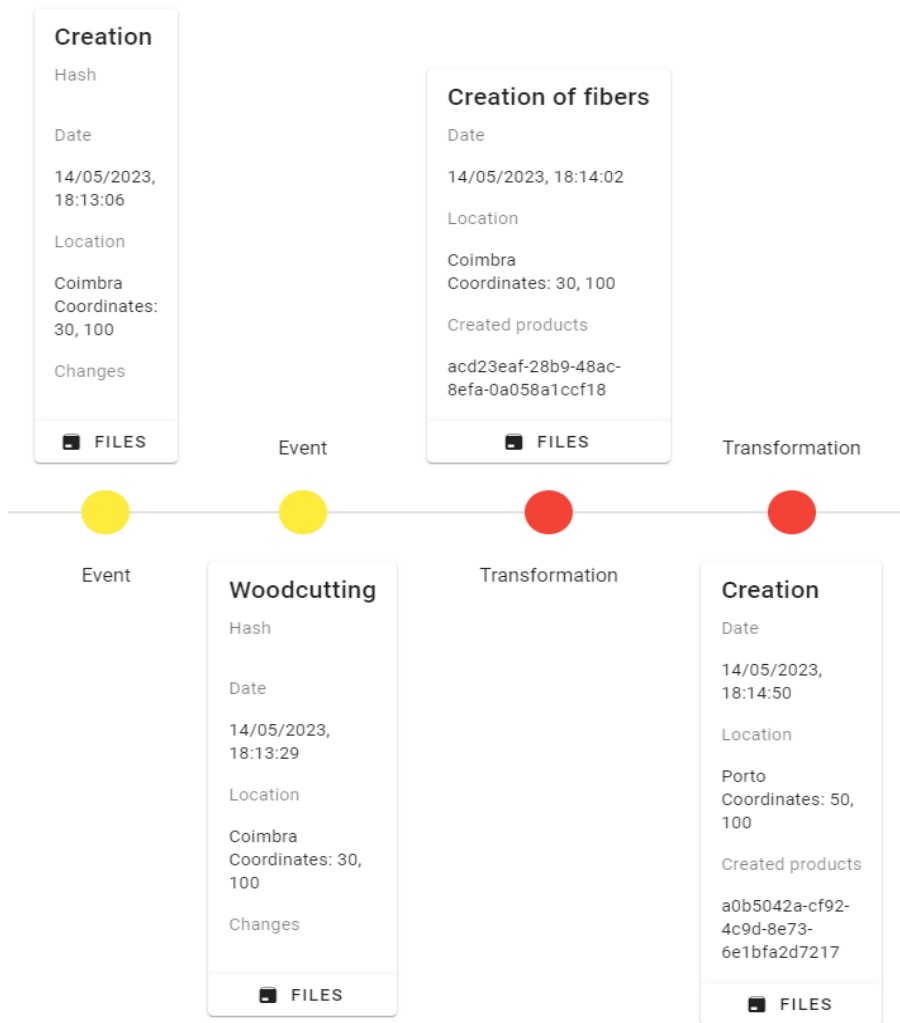 Creation
Hash
Date
14/05/2023,
18:13:06
Location
Coimbra
Coordinates:
30, 100
Changes
FILES
Event
Event
Woodcutting
Hash
Date
14/05/2023,
18:13:29
Location
Coimbra
Coordinates: 30,
100
Changes
FILES
Creation of fibers
Date
14/05/2023, 18:14:02
Location
Coimbra
Coordinates: 30, 100
Created products
acd23eaf-28b9-48ac-
8efa-0a058a1ccf18
FILES
Transformation
Transformation
Creation
Date
14/05/2023,
18:14:50
Location
Porto
Coordinates: 50,
100
Created products
a0b5042a-cf92-
4c9d-8e73-
6e1bfa2d7217
FILES